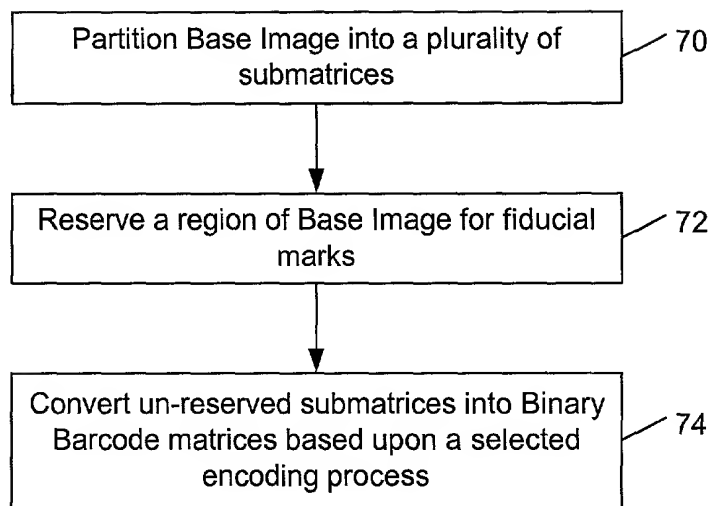 Partition Base Image into a plurality of
submatrices
70
Reserve a region of Base Image for fiducial
marks
72
Convert un-reserved submatrices into Binary
Barcode matrices based upon a selected
encoding process
74